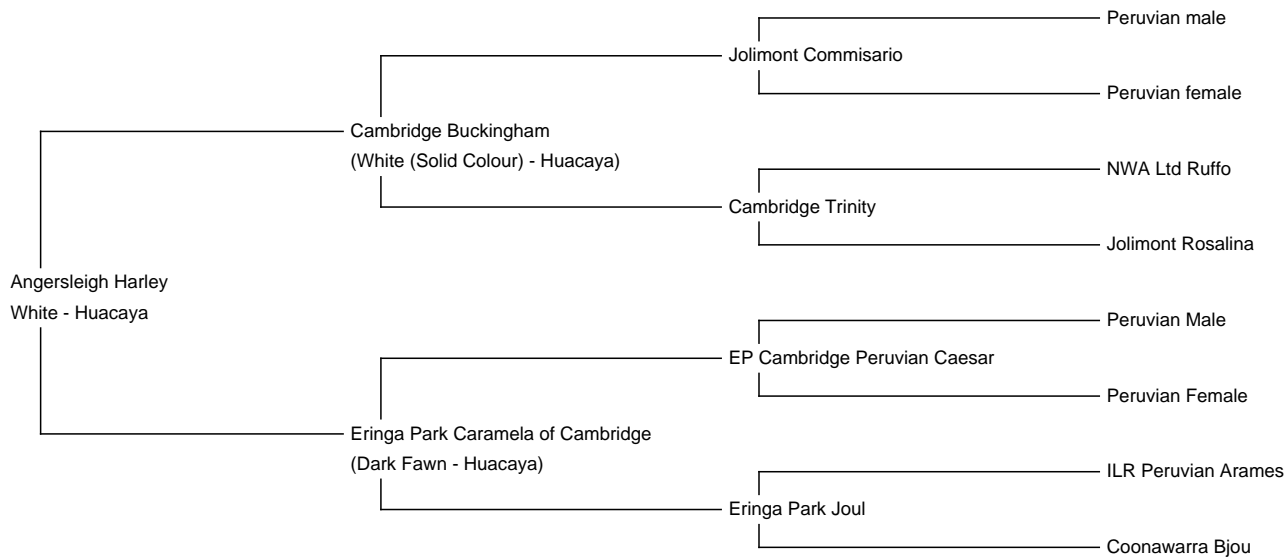 Peruvian male
Jolimont Commisario
Peruvian female
Cambridge Buckingham
(White (Solid Colour) - Huacaya)
NWA Ltd Ruffo
Cambridge Trinity
Jolimont Rosalina
Angersleigh Harley
White - Huacaya
Peruvian Male
EP Cambridge Peruvian Caesar
Peruvian Female
Eringa Park Caramela of Cambridge
(Dark Fawn - Huacaya)
ILR Peruvian Arames
Eringa Park Joul
Coonawarra Bjou